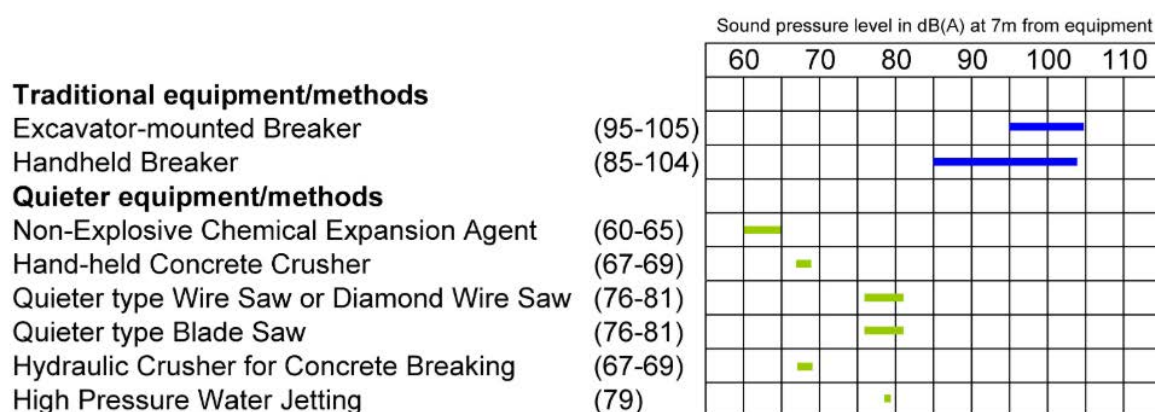 Sound pressure level in dB(A) at 7m from equipment
60 70 80 90 100 110
Traditional equipment/methods
Excavator-mounted Breaker (95-105)
Handheld Breaker (85-104)
Quieter equipment/methods
Non-Explosive Chemical Expansion Agent (60-65)
Hand-held Concrete Crusher (67-69)
Quieter type Wire Saw or Diamond Wire Saw (76-81)
Quieter type Blade Saw (76-81)
Hydraulic Crusher for Concrete Breaking (67-69)
High Pressure Water Jetting (79)